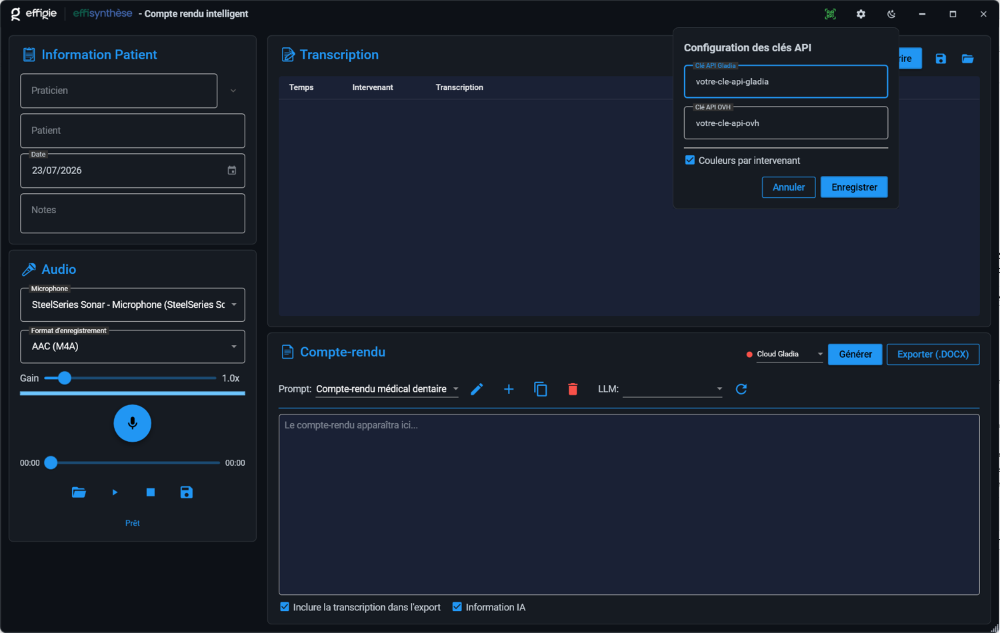 effigie effisynthèse - Compte rendu intelligent
Information Patient
Praticien
Patient
Date
23/07/2026
Notes
Audio
Microphone
SteelSeries Sonar - Microphone (SteelSeries Sc
Format d'enregistrement
AAC (M4A)
Gain 1.0x
00:00 00:00
Prêt
Transcription
rire
Temps Intervenant Transcription
Configuration des clés API
Clé API Gladia
votre-cle-api-gladia
Clé API OVH
votre-cle-api-ovh
Couleurs par intervenant
Annuler Enregistrer
Compte-rendu
Cloud Gladia Générer Exporter (.DOCX)
Prompt: Compte-rendu médical dentaire LLM:
Le compte-rendu apparaîtra ici...
Inclure la transcription dans l'export Information IA